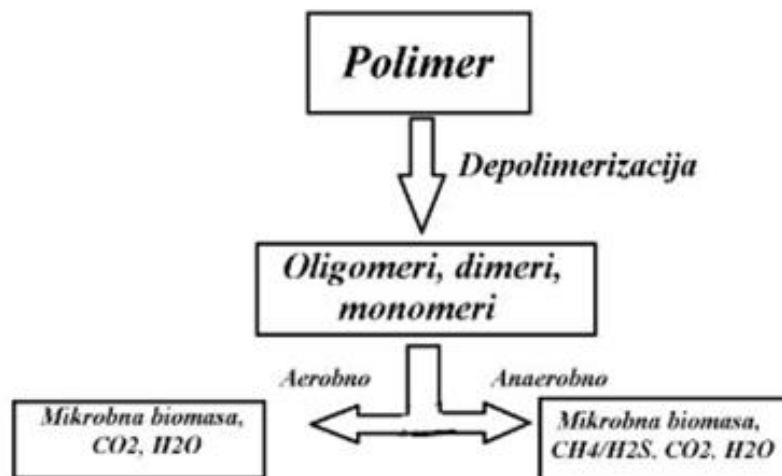 Polimer
Depolimerizacija
Oligomeri, dimeri,
monomeri
Aerobno
Anaerobno
Mikrobna biomasa,
CO2, H2O
Mikrobna biomasa,
CH4/H2S, CO2, H2O